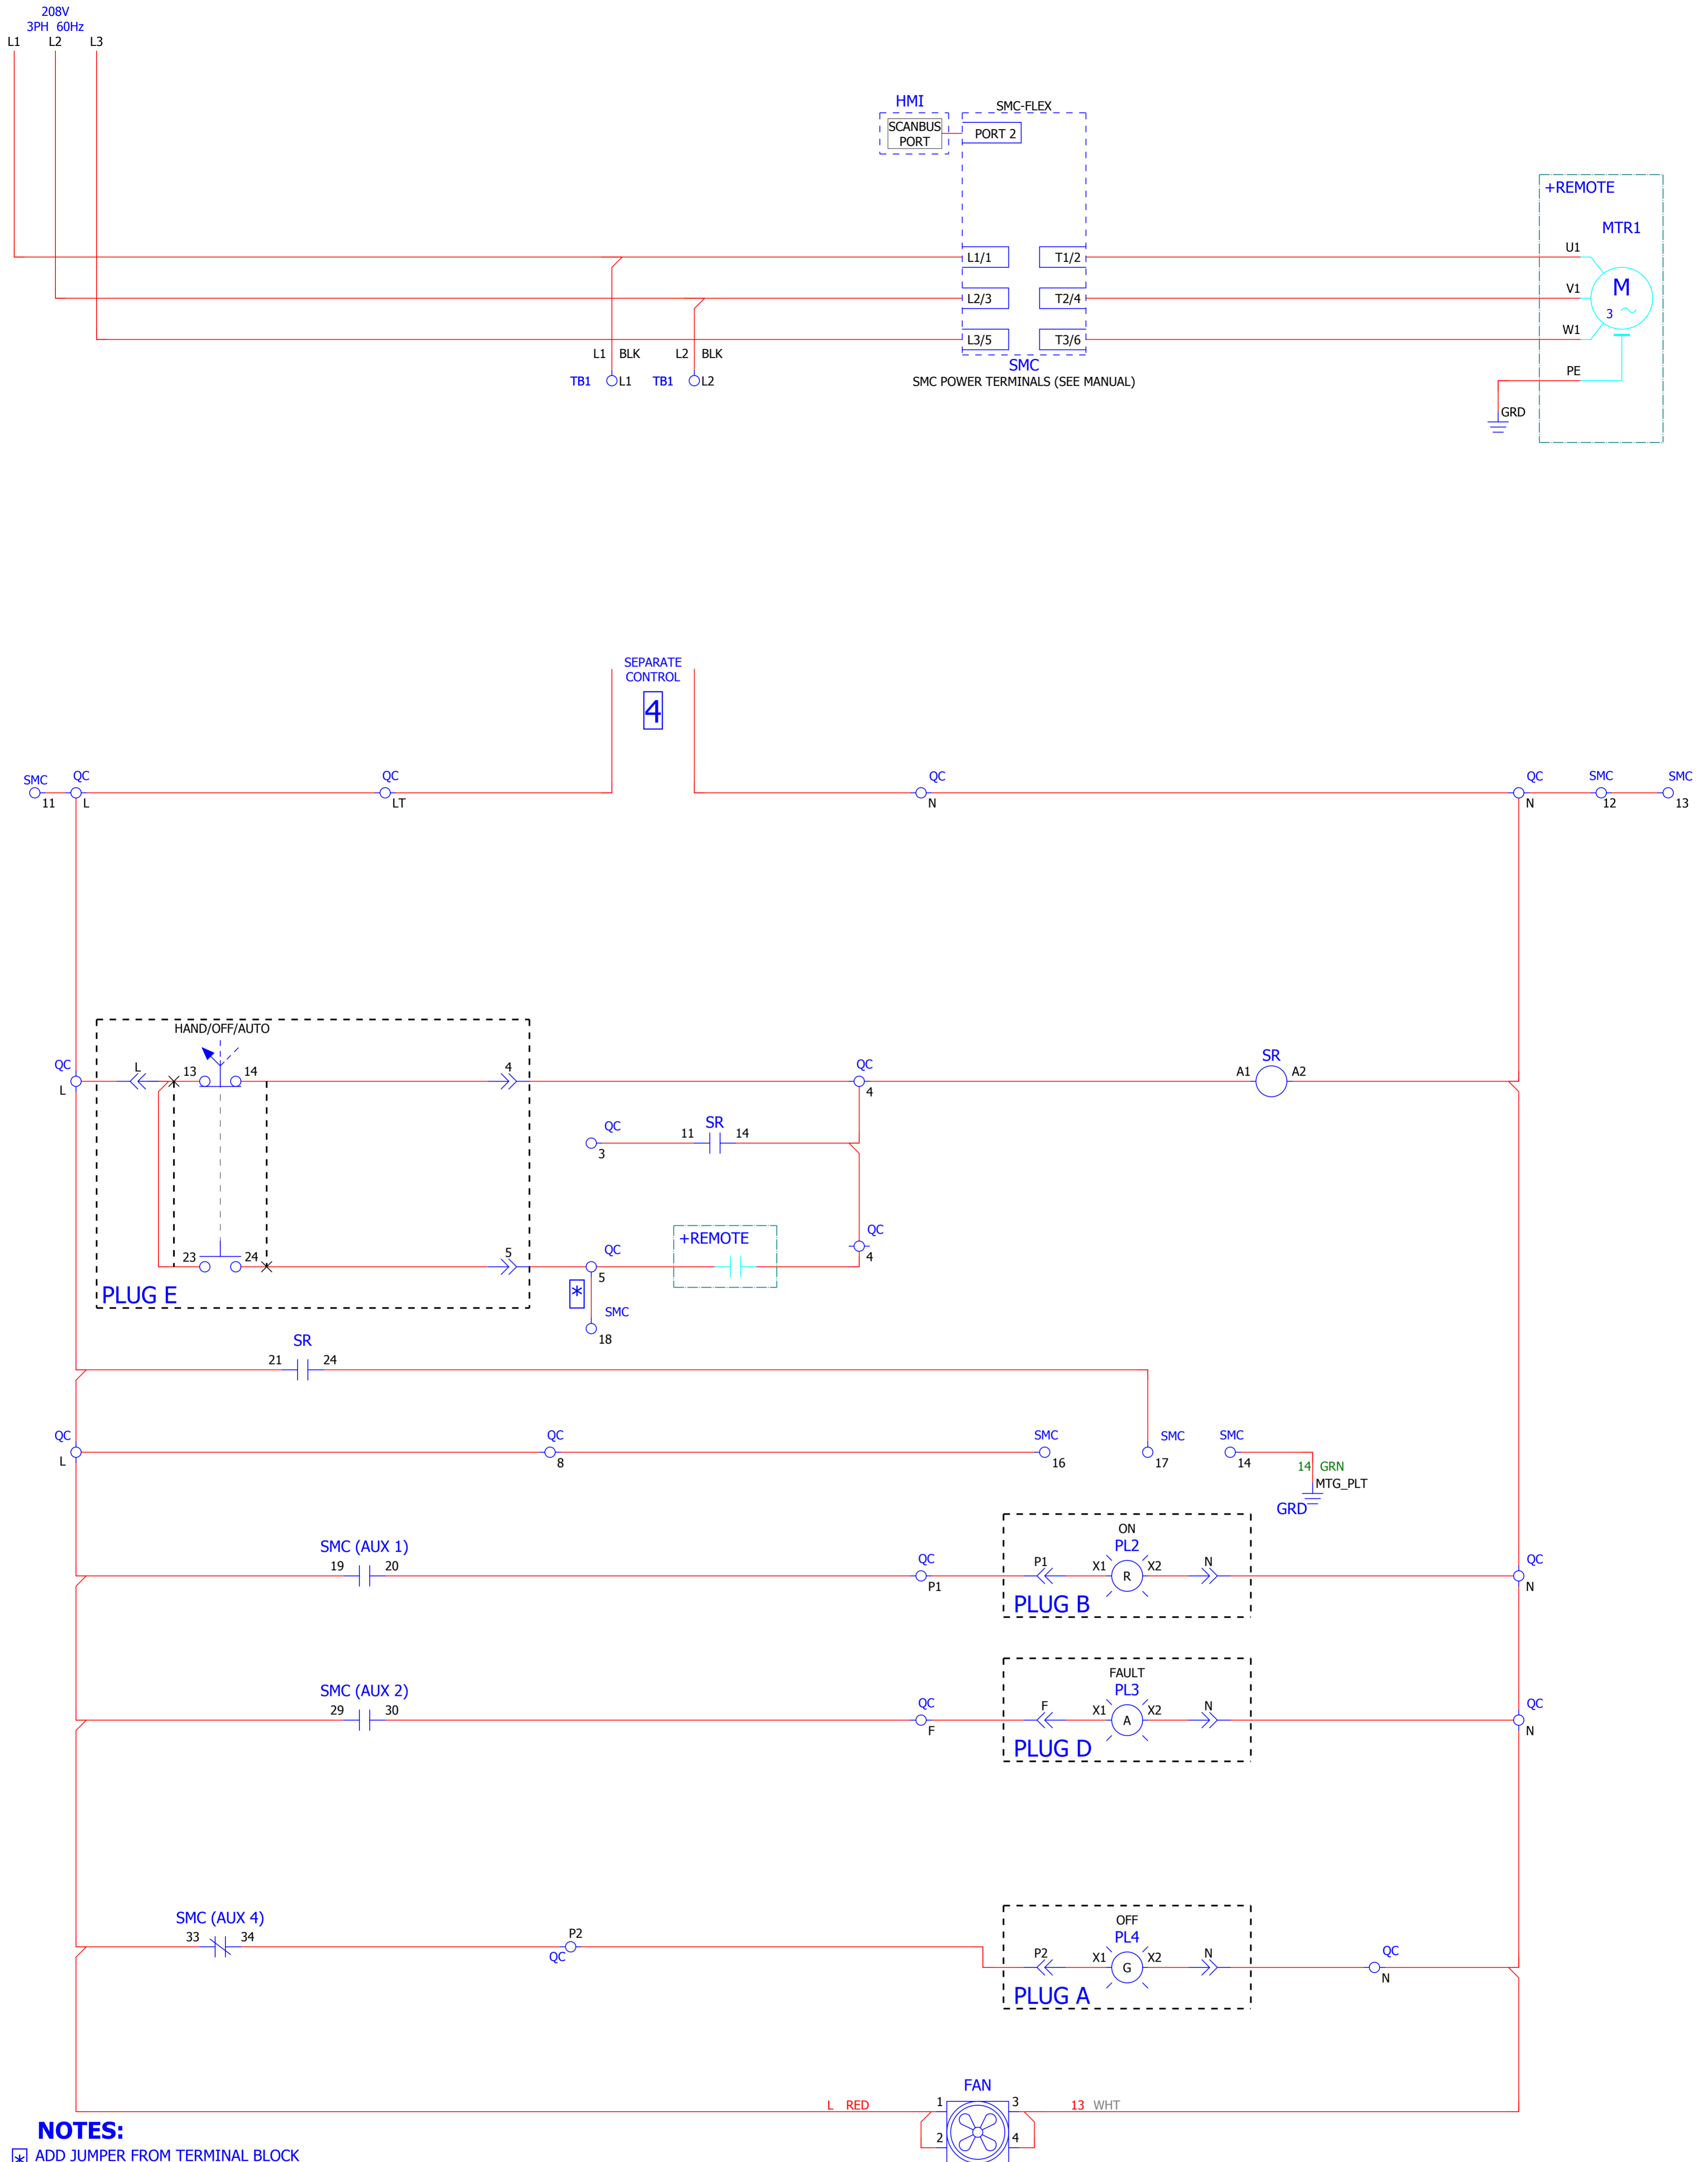 208V
3PH 60Hz
L1 L2 L3
HMI
SCANBUS
PORT
SMC-FLEX
PORT 2
+REMOTE
MTR1
L1/1 T1/2 U1
L2/3 T2/4 V1
M
3
L3/5 T3/6 W1
L1 BLK L2 BLK
SMC
TB1 L1 TB1 L2
SMC POWER TERMINALS (SEE MANUAL)
PE
GRD
SEPARATE
CONTROL
4
SMC QC QC QC QC SMC SMC
11 L LT N N 12 13
HAND/OFF/AUTO
QC L 13 14 4 QC A1 SR A2
L 4
QC 11 SR 14
3
QC
+REMOTE
4
23 24 5 QC
5
PLUG E
*
SMC
18
SR
21 24
QC QC SMC SMC SMC
L 8 16 17 14
14 GRN
MTG_PLT
GRD
ON
SMC (AUX 1) PL2
19 20 QC P1 X1 R X2 N QC
P1 N
PLUG B
FAULT
SMC (AUX 2) PL3
29 30 QC F X1 A X2 N QC
F N
PLUG D
OFF
SMC (AUX 4) PL4
33 34 P2
QC
P2 X1 G X2 N QC
N
PLUG A
FAN
L RED 1 3 13 WHT
2 4
NOTES:
* ADD JUMPER FROM TERMINAL BLOCK